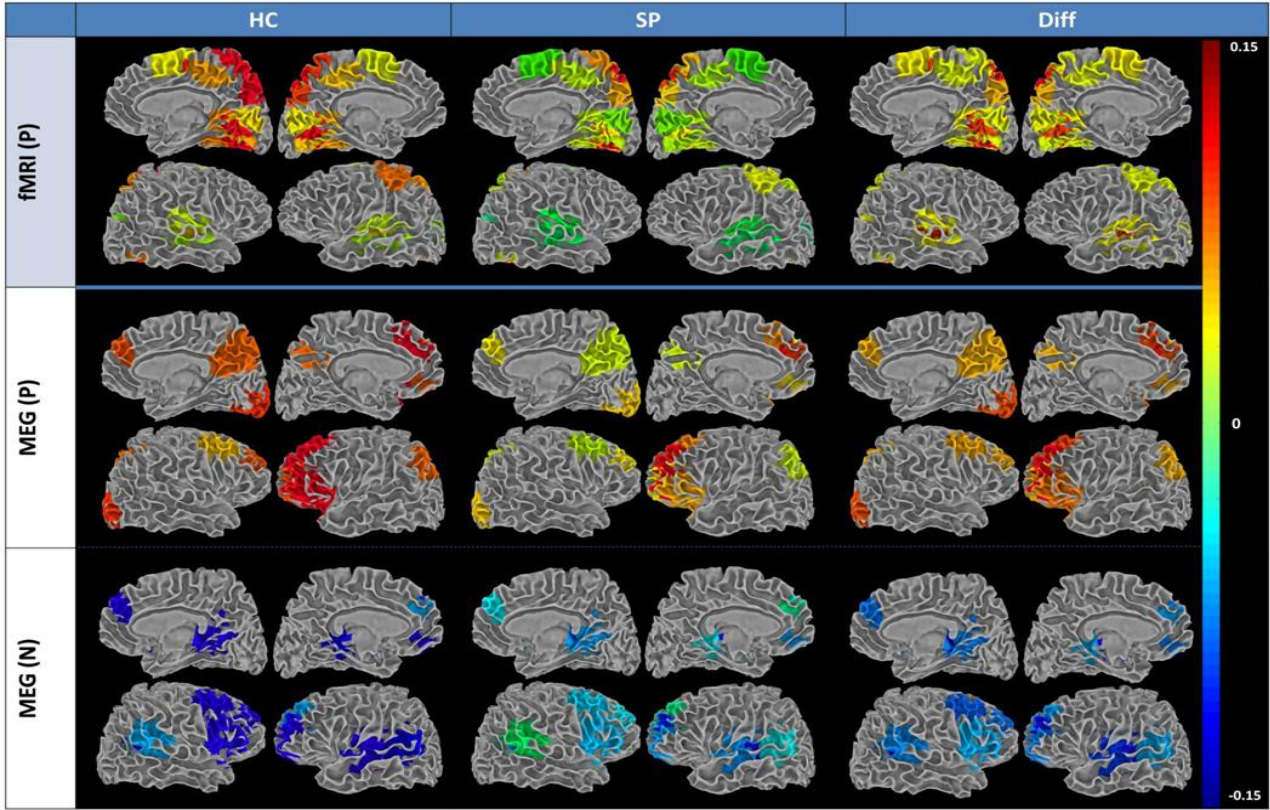 HC SP Diff
fMRI (P)
0.15
0
MEG (P)
MEG (N)
-0.15